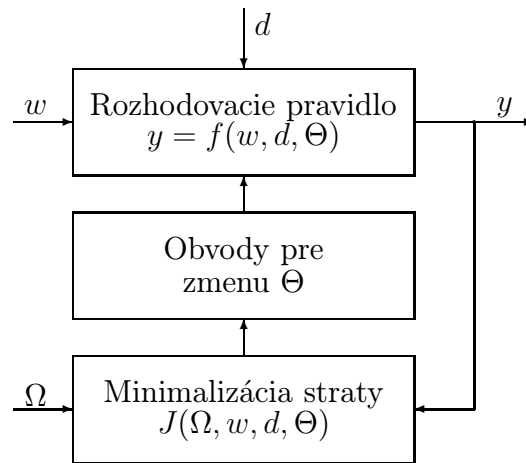 d
w
Rozhodovacie pravidlo
y
y = f(w, d, Θ)
Obvody pre
zmenu Θ
Ω
Minimalizácia straty
J(Ω, w, d, Θ)